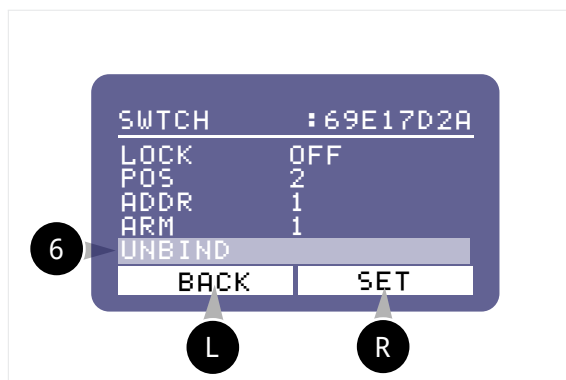 SWTCH :69E17D2A
LOCK OFF
POS 2
ADDR 1
ARM 1
6 UNBIND
BACK SET
L R